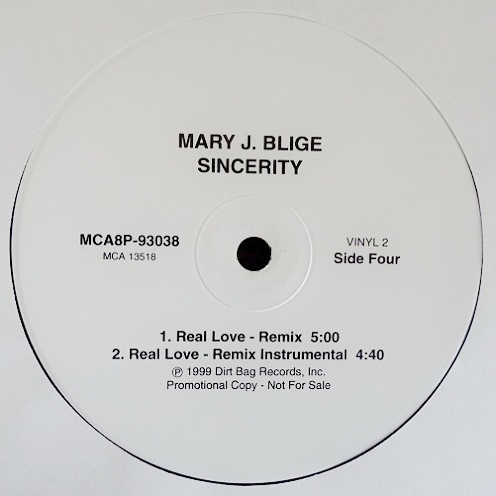 MARY J. BLIGE
SINCERITY
MCA8P-93038
MCA 13518
VINYL 2
Side Four
1. Real Love - Remix 5:00
2. Real Love - Remix Instrumental 4:40
℗ 1999 Dirt Bag Records, Inc.
Promotional Copy - Not For Sale